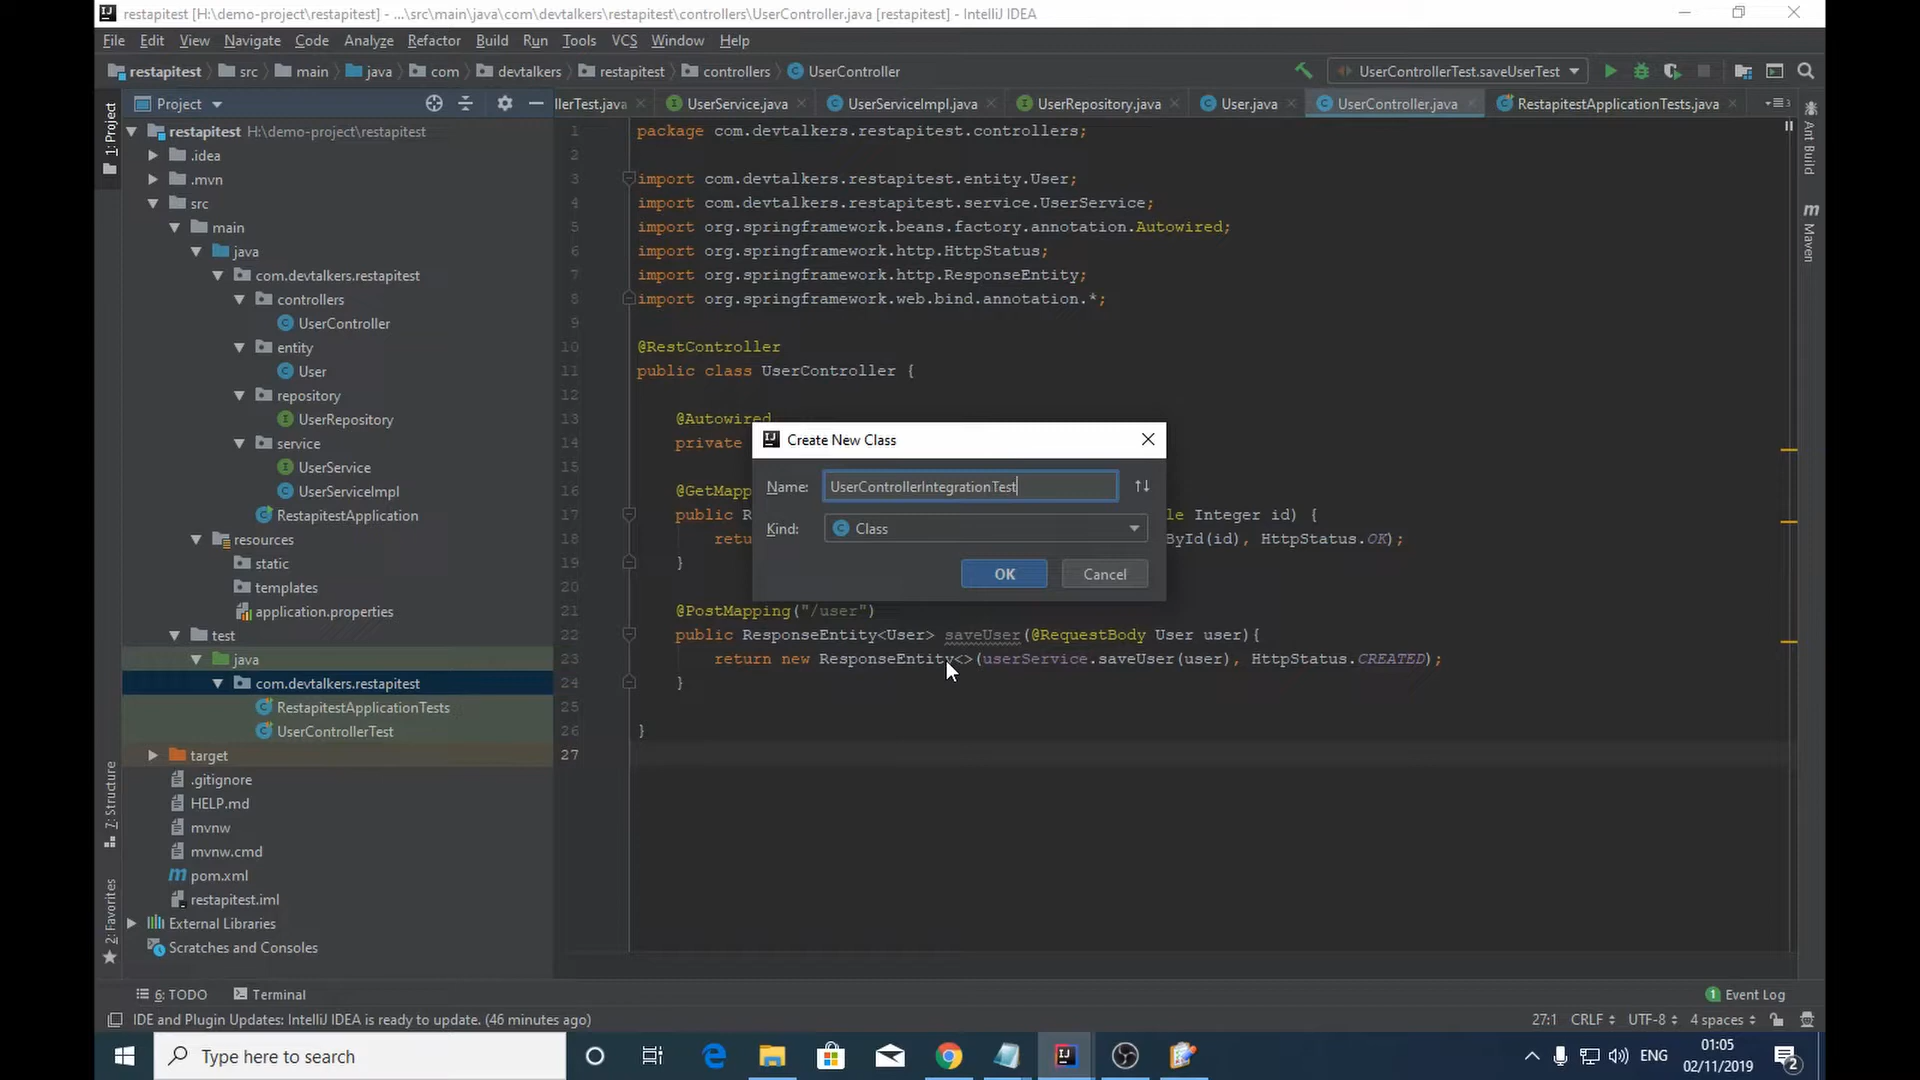 restapitest [H:\demo-project\restapitest] - ...\src\main\java\com\devtalkers\restapitest\controllers\UserController.java [restapitest] - IntelliJ IDEA
File Edit View Navigate Code Analyze Refactor Build Run Tools VCS Window Help
restapitest src main java com devtalkers restapitest controllers UserController UserControllerTest.saveUserTest
Project llerTest.java UserService.java UserServiceImpl.java UserRepository.java User.java UserController.java RestapitestApplicationTests.java
1: Project
7: Structure
2: Favorites
restapitest H:\demo-project\restapitest
.idea
.mvn
src
main
java
com.devtalkers.restapitest
controllers
UserController
entity
User
repository
UserRepository
service
UserService
UserServiceImpl
RestapitestApplication
resources
static
templates
application.properties
test
java
com.devtalkers.restapitest
RestapitestApplicationTests
UserControllerTest
target
.gitignore
HELP.md
mvnw
mvnw.cmd
pom.xml
restapitest.iml
External Libraries
Scratches and Consoles
1 package com.devtalkers.restapitest.controllers;
2
3 import com.devtalkers.restapitest.entity.User;
4 import com.devtalkers.restapitest.service.UserService;
5 import org.springframework.beans.factory.annotation.Autowired;
6 import org.springframework.http.HttpStatus;
7 import org.springframework.http.ResponseEntity;
8 import org.springframework.web.bind.annotation.*;
9
10 @RestController
11 public class UserController {
12
13 @Autowired
14 private
15
16 @GetMapp
17 public R le Integer id) {
18 retu ById(id), HttpStatus.OK);
19 }
20
21 @PostMapping("/user")
22 public ResponseEntity<User> saveUser(@RequestBody User user){
23 return new ResponseEntity<>(userService.saveUser(user), HttpStatus.CREATED);
24 }
25
26 }
27
Create New Class
Name: UserControllerIntegrationTest
Kind: Class
OK Cancel
Ant Build
m Maven
6: TODO Terminal 1 Event Log
IDE and Plugin Updates: IntelliJ IDEA is ready to update. (46 minutes ago) 27:1 CRLF UTF-8 4 spaces
Type here to search ENG 01:05
02/11/2019 2